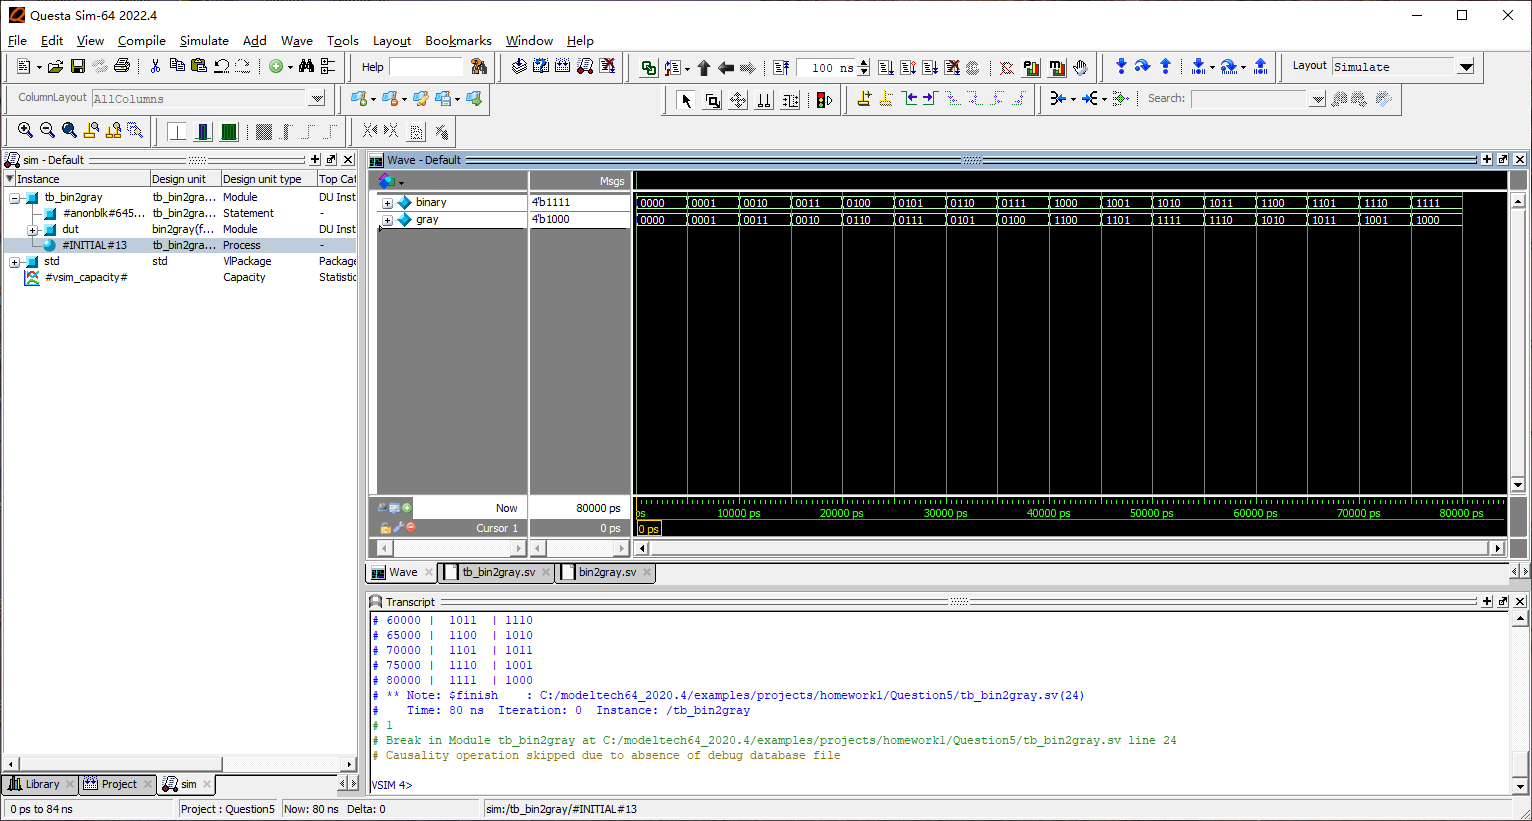 Questa Sim-64 2022.4
File Edit View Compile Simulate Add Wave Tools Layout Bookmarks Window Help
Help 100 ns Layout Simulate
ColumnLayout AllColumns Search:
sim - Default
Instance Design unit Design unit type Top Cat
tb_bin2gray tb_bin2gra... Module DU Inst
#anonblk#645... tb_bin2gra... Statement -
dut bin2gray(f... Module DU Inst
#INITIAL#13 tb_bin2gra... Process -
std std VlPackage Package
#vsim_capacity# Capacity Statistic
Library Project sim
Wave - Default
Msgs
binary 4'b1111 0000 0001 0010 0011 0100 0101 0110 0111 1000 1001 1010 1011 1100 1101 1110 1111
gray 4'b1000 0000 0001 0011 0010 0110 0111 0101 0100 1100 1101 1111 1110 1010 1011 1001 1000
Now 80000 ps ps 10000 ps 20000 ps 30000 ps 40000 ps 50000 ps 60000 ps 70000 ps 80000 ps
Cursor 1 0 ps 0 ps
Wave tb_bin2gray.sv bin2gray.sv
Transcript
# 60000 | 1011 | 1110
# 65000 | 1100 | 1010
# 70000 | 1101 | 1011
# 75000 | 1110 | 1001
# 80000 | 1111 | 1000
# ** Note: $finish : C:/modeltech64_2020.4/examples/projects/homework1/Question5/tb_bin2gray.sv(24)
# Time: 80 ns Iteration: 0 Instance: /tb_bin2gray
# 1
# Break in Module tb_bin2gray at C:/modeltech64_2020.4/examples/projects/homework1/Question5/tb_bin2gray.sv line 24
# Causality operation skipped due to absence of debug database file
VSIM 4>
0 ps to 84 ns Project : Question5 Now: 80 ns Delta: 0 sim:/tb_bin2gray/#INITIAL#13